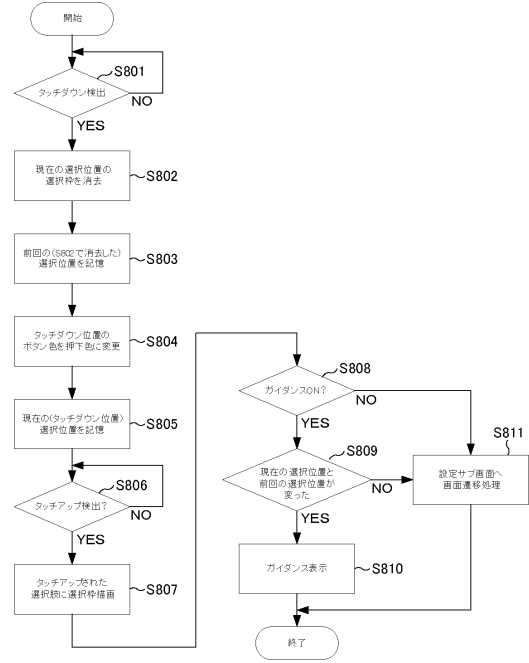 開始
S801
タッチダウン検出
NO
YES
現在の選択位置の
選択枠を消去
S802
前回の(S802で消去した)
選択位置を記憶
S803
タッチダウン位置の
ボタン色を押下色に変更
S804
現在の(タッチダウン位置)
選択位置を記憶
S805
S806
タッチアップ検出?
NO
YES
タッチアップされた
選択肢に選択枠描画
S807
S808
ガイダンスON?
NO
YES
S809
現在の選択位置と
前回の選択位置が
変った
NO
YES
S811
設定サブ画面へ
画面遷移処理
ガイダンス表示
S810
終了